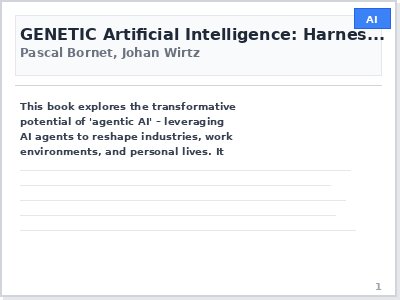 AI
GENETIC Artificial Intelligence: Harnes...
Pascal Bornet, Johan Wirtz
This book explores the transformative
potential of 'agentic AI' – leveraging
AI agents to reshape industries, work
environments, and personal lives. It
1